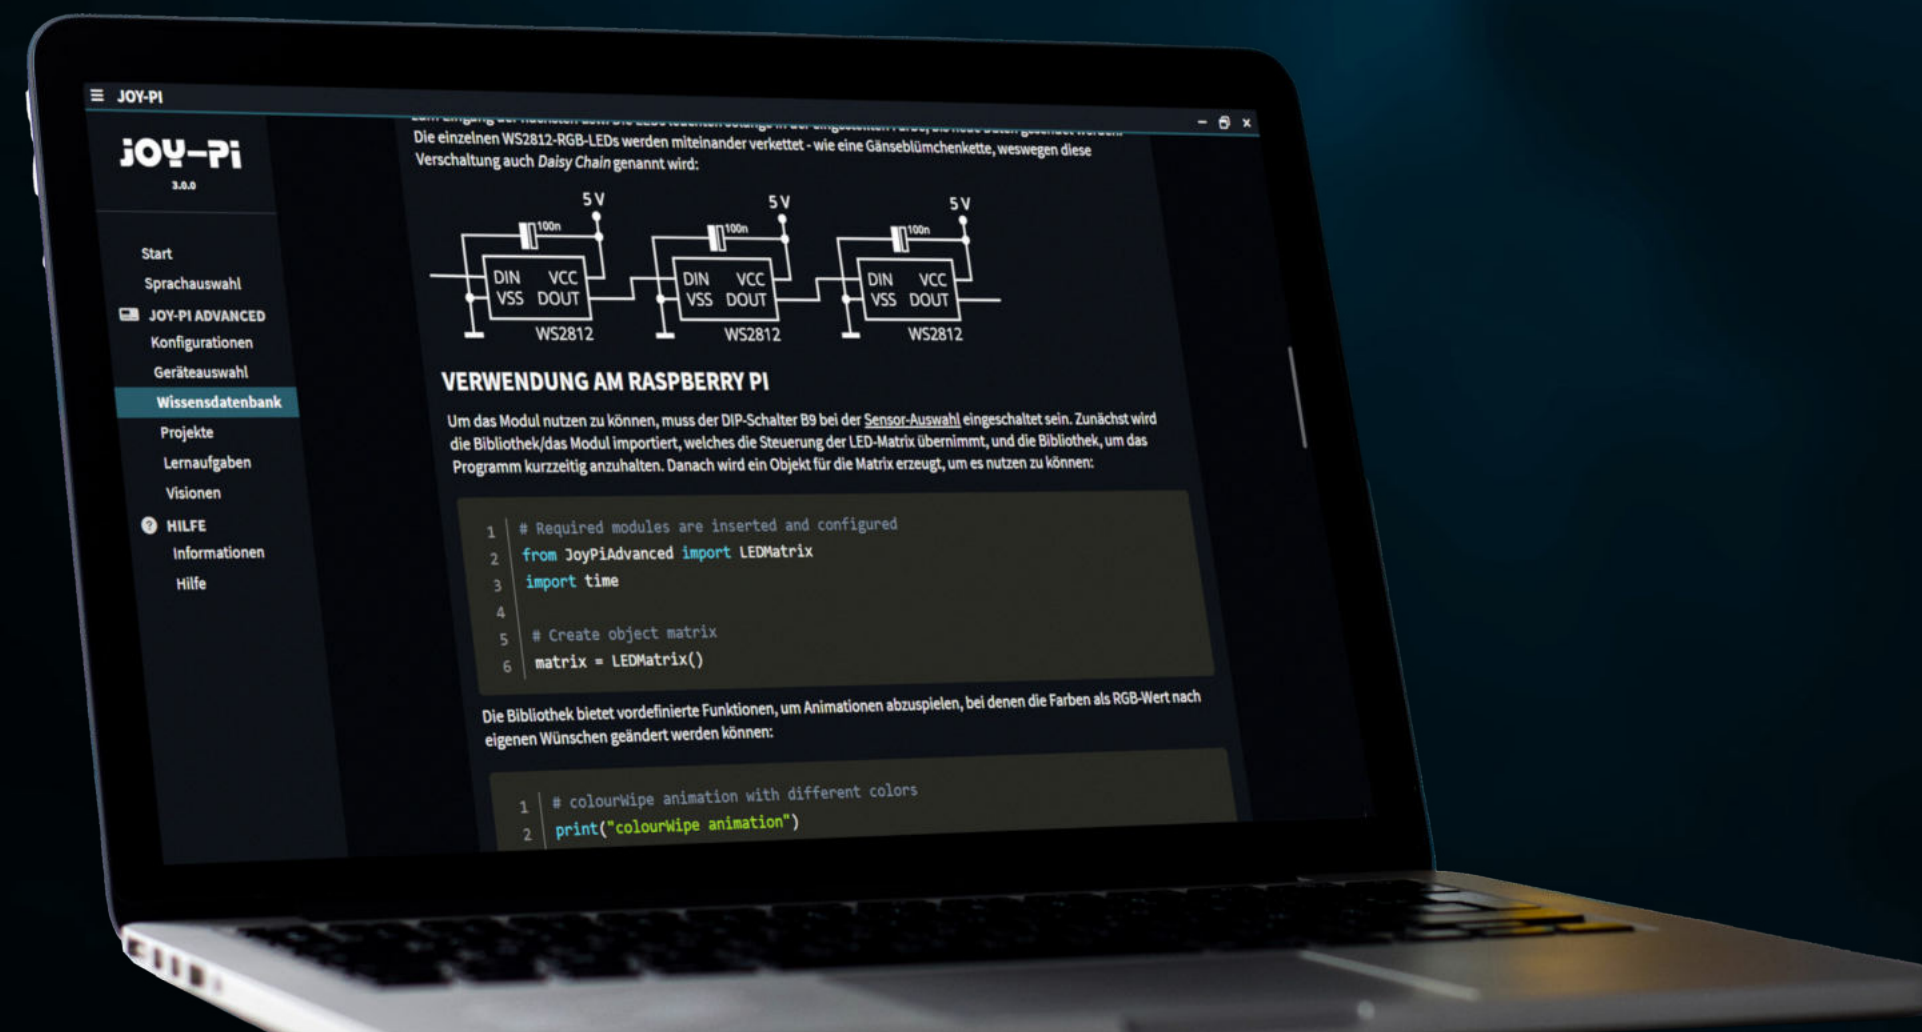 JOY-PI
JOY-PI
3.0.0
Start
Sprachauswahl
JOY-PI ADVANCED
Konfigurationen
Geräteauswahl
Wissensdatenbank
Projekte
Lernaufgaben
Visionen
HILFE
Informationen
Hilfe
Die einzelnen WS2812-RGB-LEDs werden miteinander verkettet - wie eine Gänseblümchenkette, weswegen diese
Verschaltung auch Daisy Chain genannt wird:
5 V 5 V 5 V
100n 100n 100n
DIN VCC DIN VCC DIN VCC
VSS DOUT VSS DOUT VSS DOUT
WS2812 WS2812 WS2812
VERWENDUNG AM RASPBERRY PI
Um das Modul nutzen zu können, muss der DIP-Schalter B9 bei der Sensor-Auswahl eingeschaltet sein. Zunächst wird
die Bibliothek/das Modul importiert, welches die Steuerung der LED-Matrix übernimmt, und die Bibliothek, um das
Programm kurzzeitig anzuhalten. Danach wird ein Objekt für die Matrix erzeugt, um es nutzen zu können:
1 # Required modules are inserted and configured
2 from JoyPiAdvanced import LEDMatrix
3 import time
4
5 # Create object matrix
6 matrix = LEDMatrix()
Die Bibliothek bietet vordefinierte Funktionen, um Animationen abzuspielen, bei denen die Farben als RGB-Wert nach
eigenen Wünschen geändert werden können:
1 # colourWipe animation with different colors
2 print("colourWipe animation")